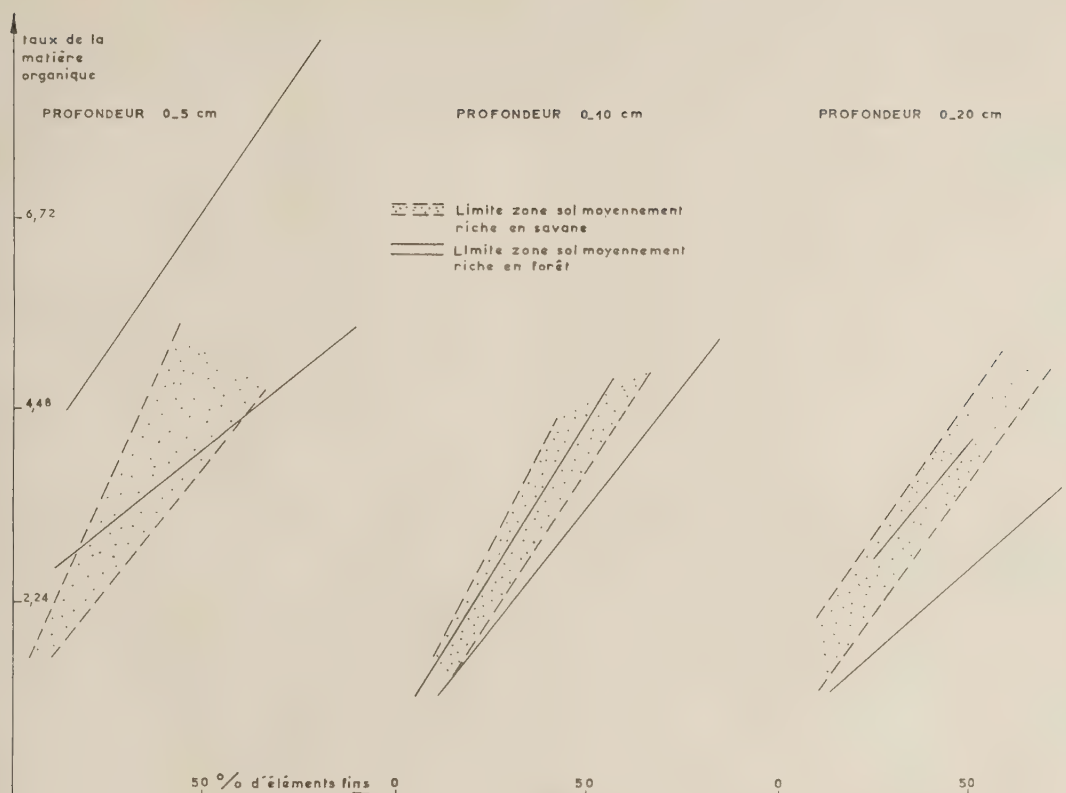 taux de la
matière
organique
PROFONDEUR 0_5 cm
PROFONDEUR 0_10 cm
PROFONDEUR 0_20 cm
6,72
Limite zone sol moyennement
riche en savane
Limite zone sol moyennement
riche en forêt
4,48
2,24
50 % d'éléments fins
0
50
0
50